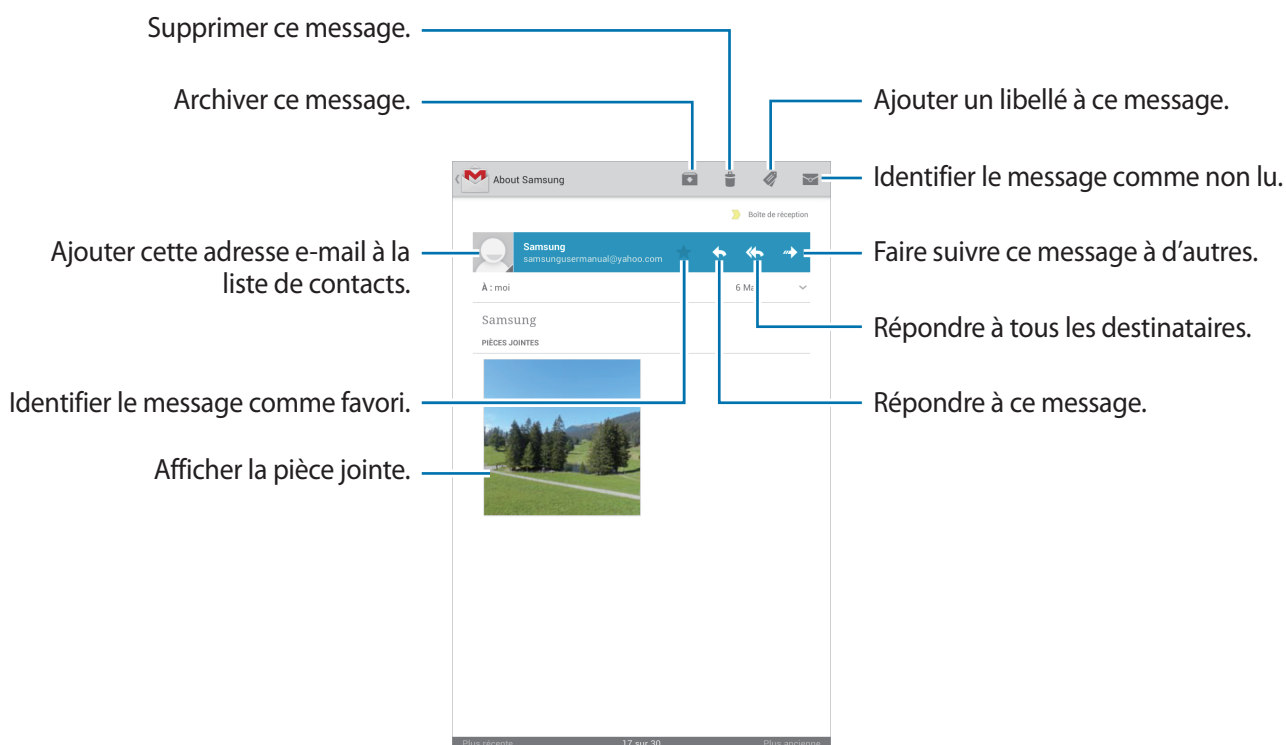 Supprimer ce message.
Archiver ce message.
Ajouter un libellé à ce message.
About Samsung
Identifier le message comme non lu.
Boîte de réception
Ajouter cette adresse e-mail à la
liste de contacts.
Samsung
samsungusermanual@yahoo.com
Faire suivre ce message à d'autres.
À : moi
6 Ma
Samsung
PIÈCES JOINTES
Répondre à tous les destinataires.
Identifier le message comme favori.
Répondre à ce message.
Afficher la pièce jointe.
Plus récente
17 sur 30
Plus ancienne